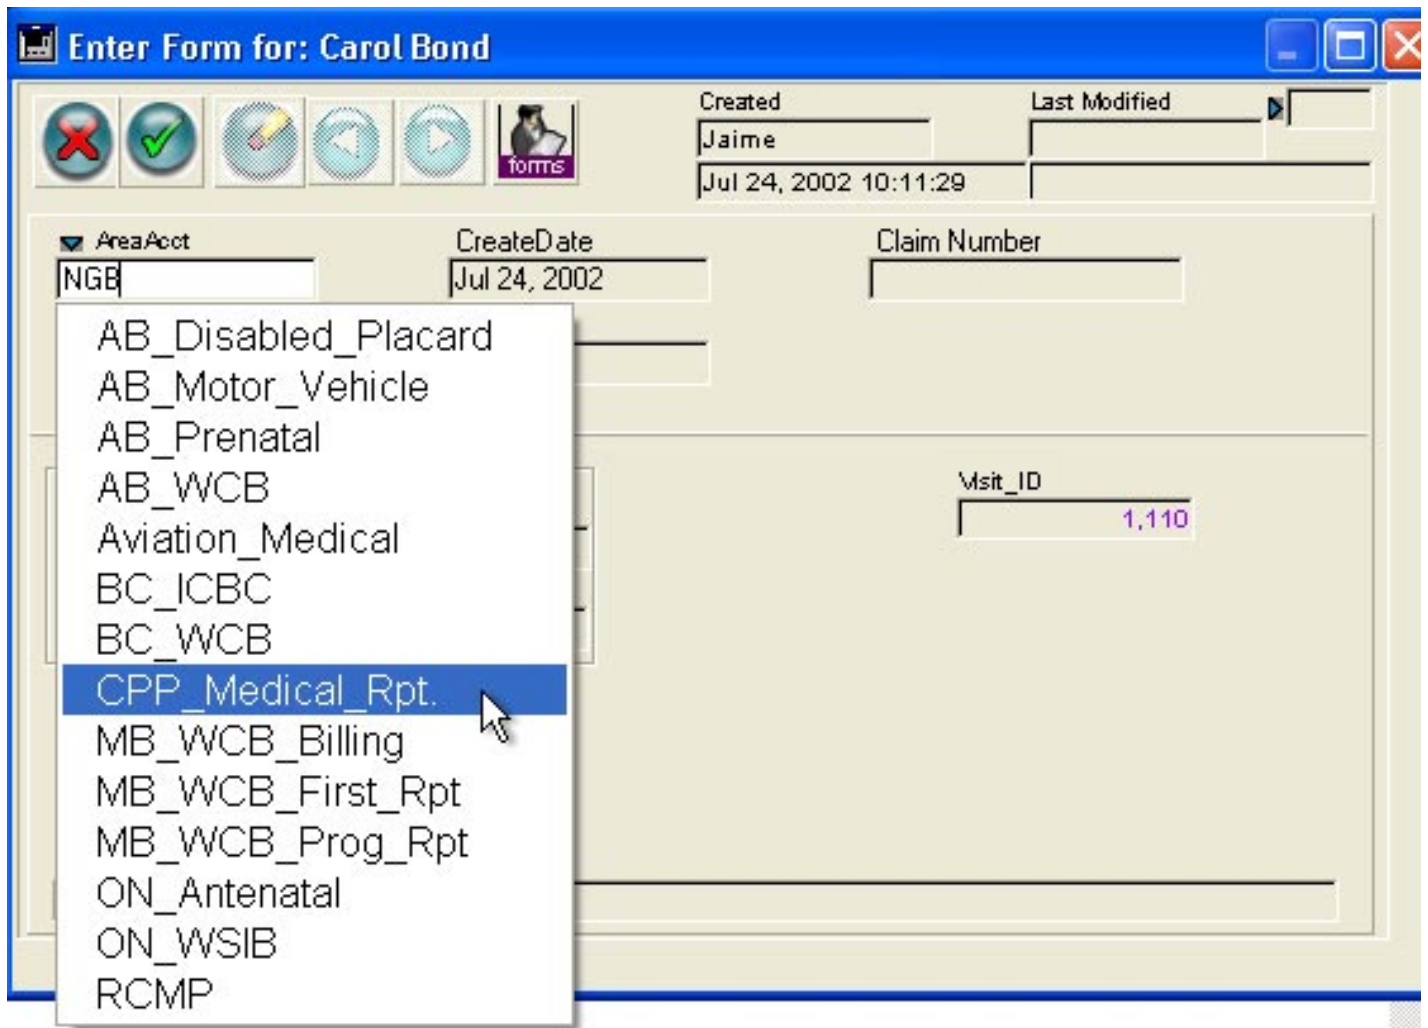 Enter Form for: Carol Bond
forms
Created
Last Modified
Jaime
Jul 24, 2002 10:11:29
AreaAcct
CreateDate
Claim Number
NGB
Jul 24, 2002
AB_Disabled_Placard
AB_Motor_Vehicle
AB_Prenatal
AB_WCB
Aviation_Medical
BC_ICBC
BC_WCB
CPP_Medical_Rpt.
MB_WCB_Billing
MB_WCB_First_Rpt
MB_WCB_Prog_Rpt
ON_Antenatal
ON_WSIB
RCMP
Visit_ID
1,110